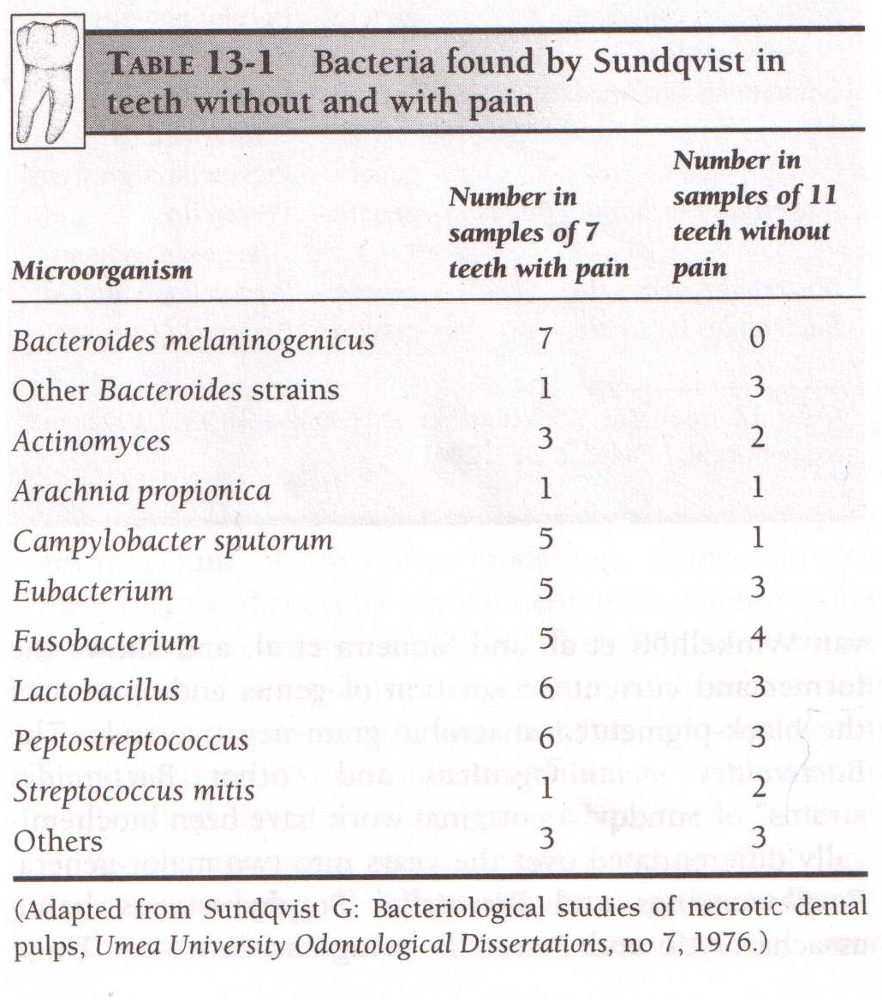 TABLE 13-1 Bacteria found by Sundqvist in
teeth without and with pain
Microorganism
Number in
samples of 7
teeth with pain
Number in
samples of 11
teeth without
pain
Bacteroides melaninogenicus 7 0
Other Bacteroides strains 1 3
Actinomyces 3 2
Arachnia propionica 1 1
Campylobacter sputorum 5 1
Eubacterium 5 3
Fusobacterium 5 4
Lactobacillus 6 3
Peptostreptococcus 6 3
Streptococcus mitis 1 2
Others 3 3
(Adapted from Sundqvist G: Bacteriological studies of necrotic dental
pulps, Umea University Odontological Dissertations, no 7, 1976.)